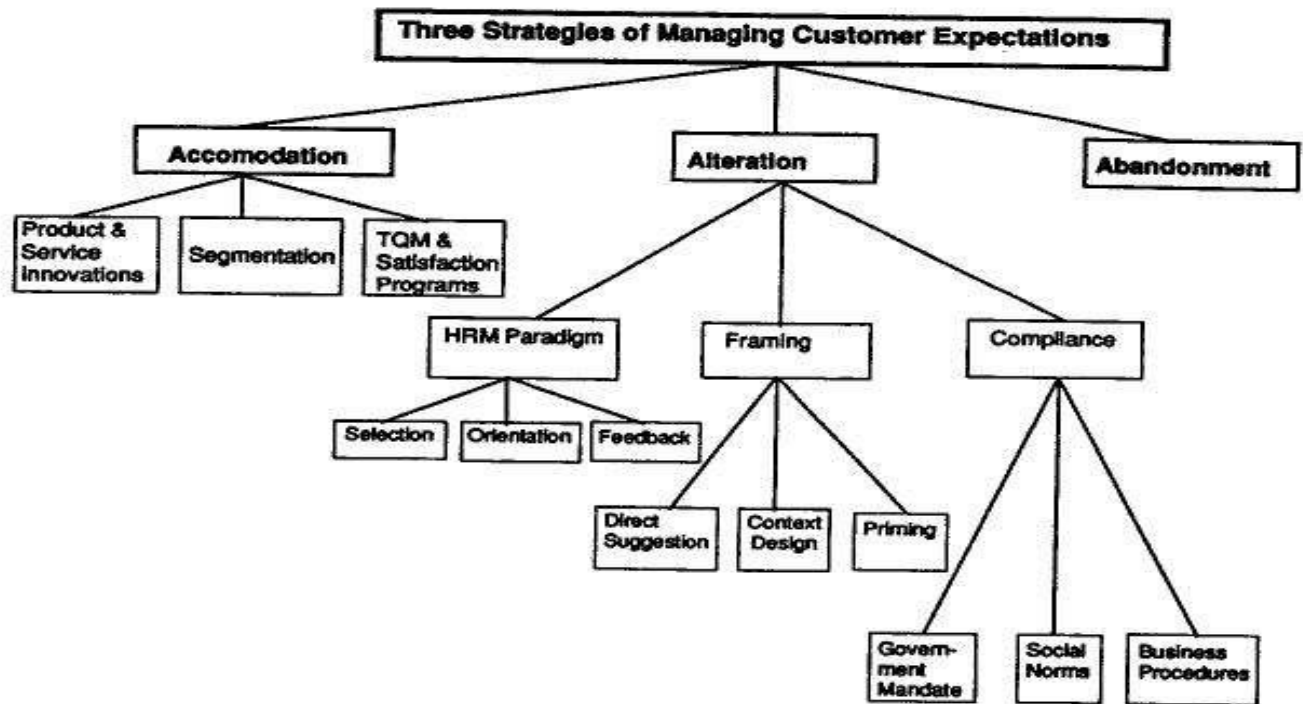 Three Strategies of Managing Customer Expectations
Accomodation
Alteration
Abandonment
Product &
Service
Innovations
Segmentation
TQM &
Satisfaction
Programs
HRM Paradigm
Framing
Compliance
Selection
Orientation
Feedback
Direct
Suggestion
Context
Design
Priming
Govern-
ment
Mandate
Social
Norms
Business
Procedures